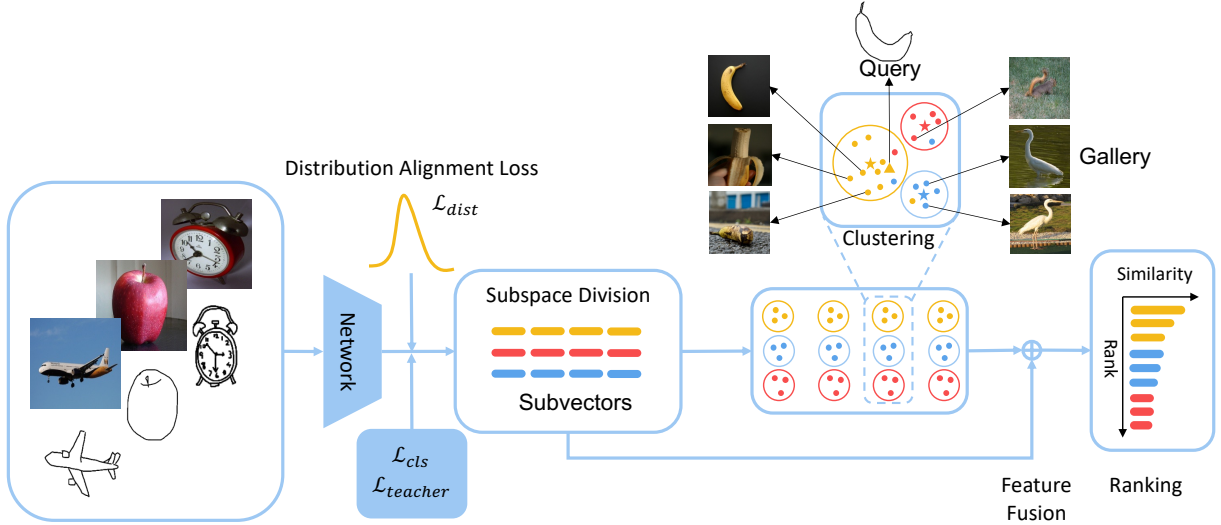 Query
Gallery
Clustering
Distribution Alignment Loss
ℒ_dist
Network
Subspace Division
Subvectors
ℒ_cls
ℒ_teacher
Similarity
Rank
Feature
Fusion
Ranking